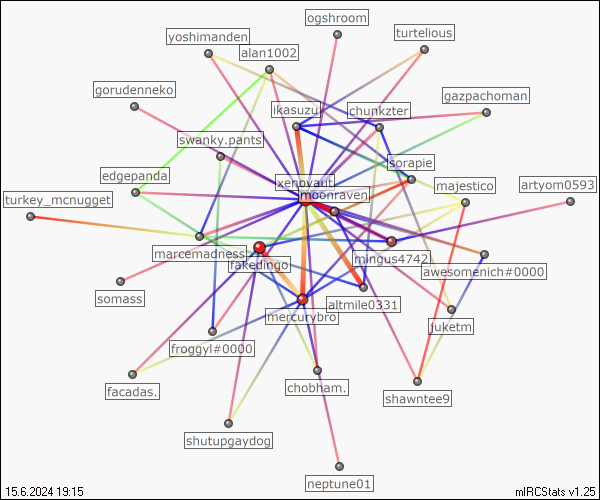 ogshroom
yoshimanden
turtelious
alan1002
gorudenneko
gazpachoman
ikasuzuk
chunkzter
swanky.pants
sorapie
edgepanda
xenovaut
majestico
artyom0593
turkey_mcnugget
moonraven
marcemadness
mingus4742
fakedingo
awesomenich#0000
somass
altmile0331
mercurybro
juketm
froggyl#0000
facadas.
chobham.
shawntee9
shutupgaydog
neptune01
15.6.2024 19:15
mIRCStats v1.25